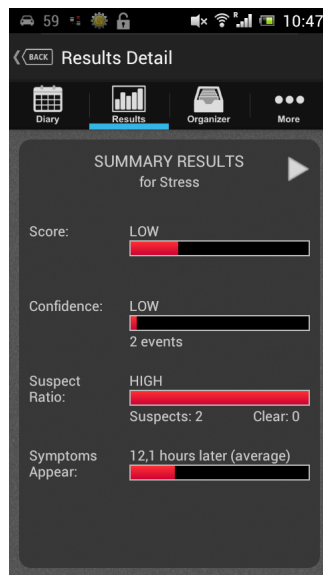 59 R 10:47
BACK Results Detail
Diary Results Organizer More
SUMMARY RESULTS
for Stress
Score: LOW
Confidence: LOW
2 events
Suspect HIGH
Ratio:
Suspects: 2 Clear: 0
Symptoms 12,1 hours later (average)
Appear: